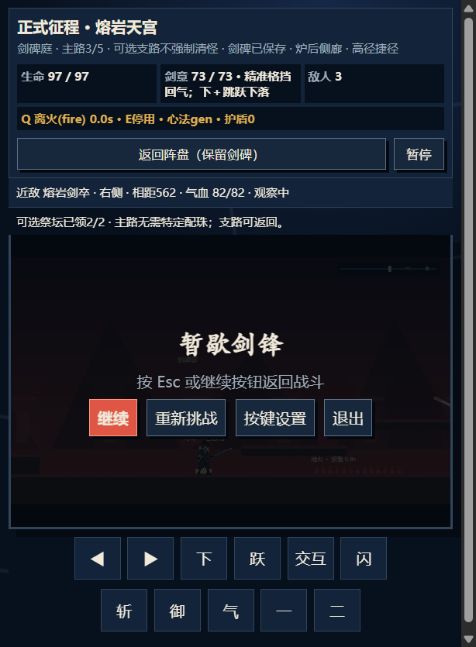 正式征程 · 熔岩天宫
剑碑庭 · 主路3/5 · 可选支路不强制清怪 · 剑碑已保存 · 炉后侧廊 · 高径捷径
生命 97 / 97
剑意 73 / 73 · 精准格挡回气；下 + 跳跃下落
敌人 3
Q 离火(fire) 0.0s · E停用 · 心法gen · 护盾0
返回阵盘（保留剑碑）
暂停
近敌 熔岩剑卒 · 右侧 · 相距562 · 气血 82/82 · 观察中
可选祭坛已领2/2 · 主路无需特定配珠；支路可返回。
暂歇剑锋
按 Esc 或继续按钮返回战斗
继续 重新挑战 按键设置 退出
◀ ▶ 下 跃 交互 闪
斩 御 气 一 二